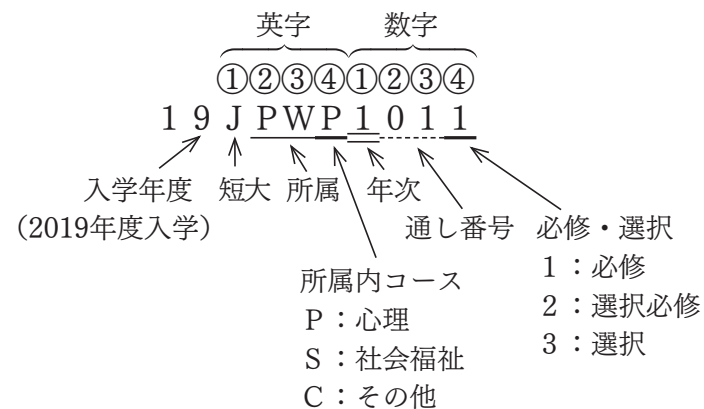 英字 数字
①②③④①②③④
19JPWP1011
入学年度 短大 所属 年次
(2019年度入学) 通し番号 必修・選択
所属内コース 1：必修
P：心理 2：選択必修
S：社会福祉 3：選択
C：その他